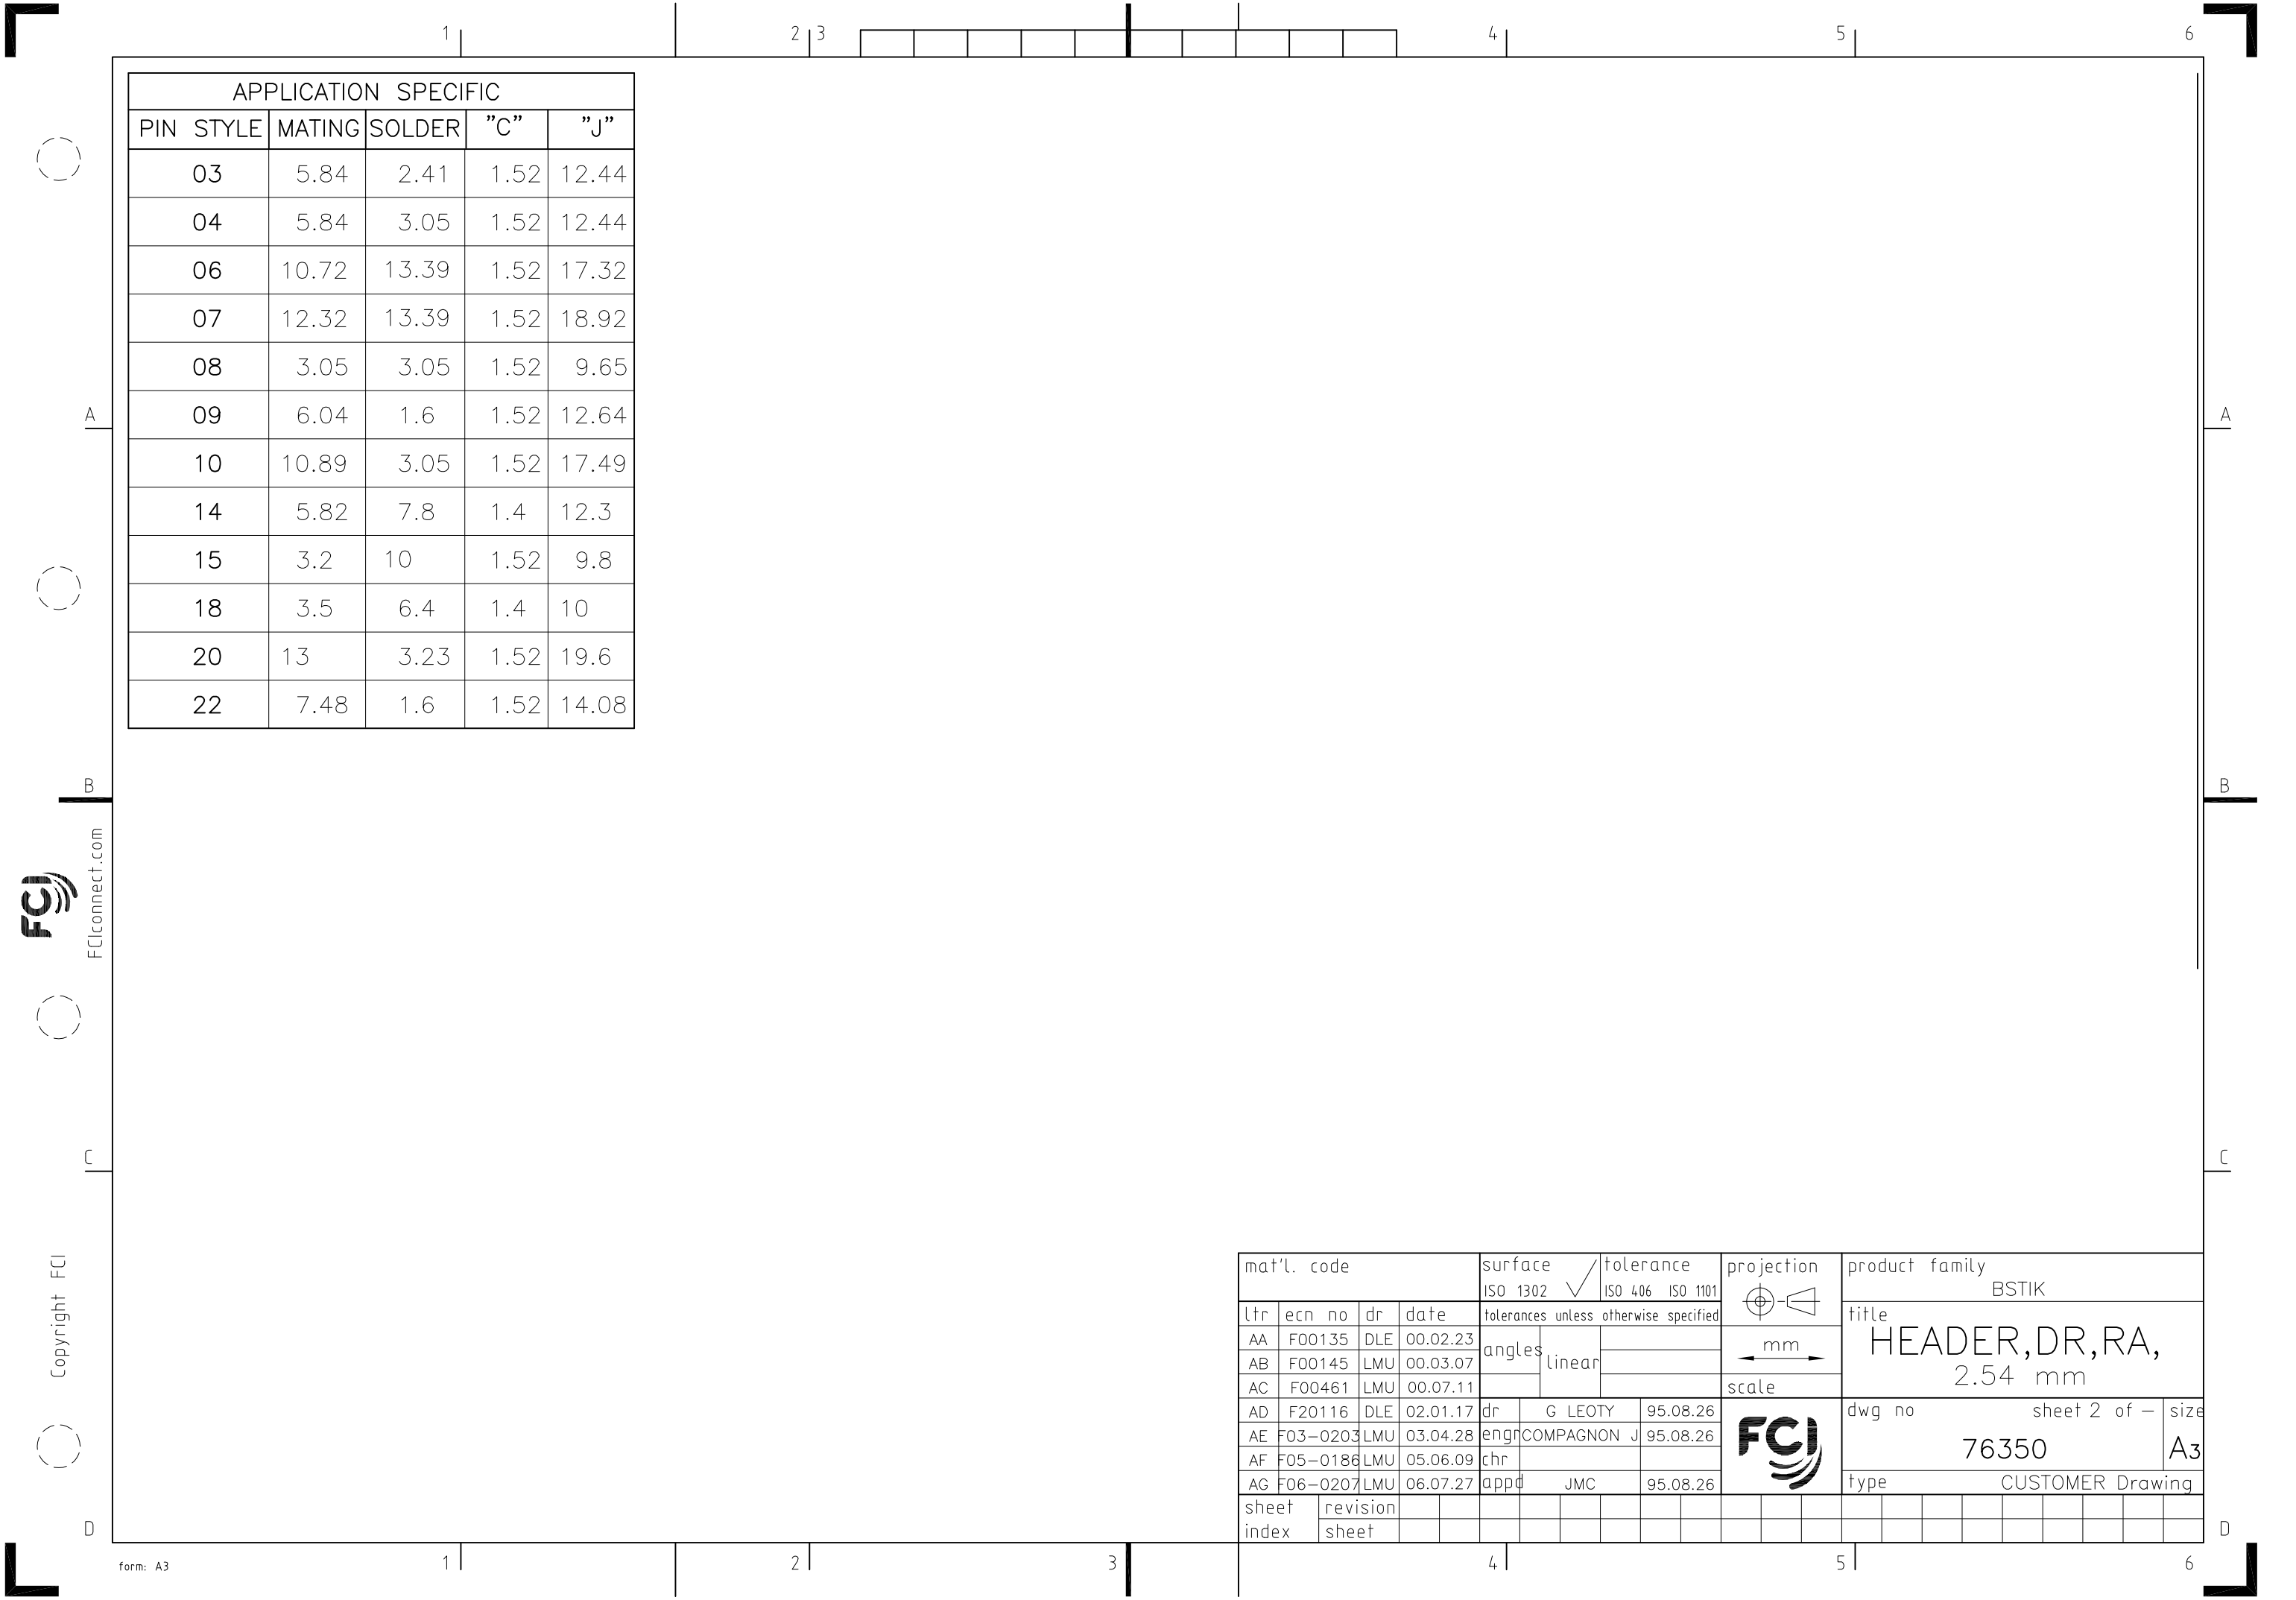 1 2 3 4 5 6
APPLICATION SPECIFIC
PIN STYLE MATING SOLDER "C" "J"
03 5.84 2.41 1.52 12.44
04 5.84 3.05 1.52 12.44
06 10.72 13.39 1.52 17.32
07 12.32 13.39 1.52 18.92
08 3.05 3.05 1.52 9.65
09 6.04 1.6 1.52 12.64
10 10.89 3.05 1.52 17.49
14 5.82 7.8 1.4 12.3
15 3.2 10 1.52 9.8
18 3.5 6.4 1.4 10
20 13 3.23 1.52 19.6
22 7.48 1.6 1.52 14.08
A A
B B
FCI
FCIconnect.com
C C
Copyright FCI
mat'l. code
surface
ISO 1302
tolerance
ISO 406 ISO 1101
projection
product family
BSTIK
ltr ecn no dr date
tolerances unless otherwise specified
title
HEADER,DR,RA,
2.54 mm
AA F00135 DLE 00.02.23
AB F00145 LMU 00.03.07
AC F00461 LMU 00.07.11
AD F20116 DLE 02.01.17
AE F03-0203 LMU 03.04.28
AF F05-0186 LMU 05.06.09
AG F06-0207 LMU 06.07.27
angles
linear
mm
scale
dr G LEOTY 95.08.26
engr COMPAGNON J 95.08.26
chr
appd JMC 95.08.26
FCI
dwg no sheet 2 of - size
76350 A3
type CUSTOMER Drawing
sheet index
revision
sheet
D D
form: A3
1 2 3 4 5 6